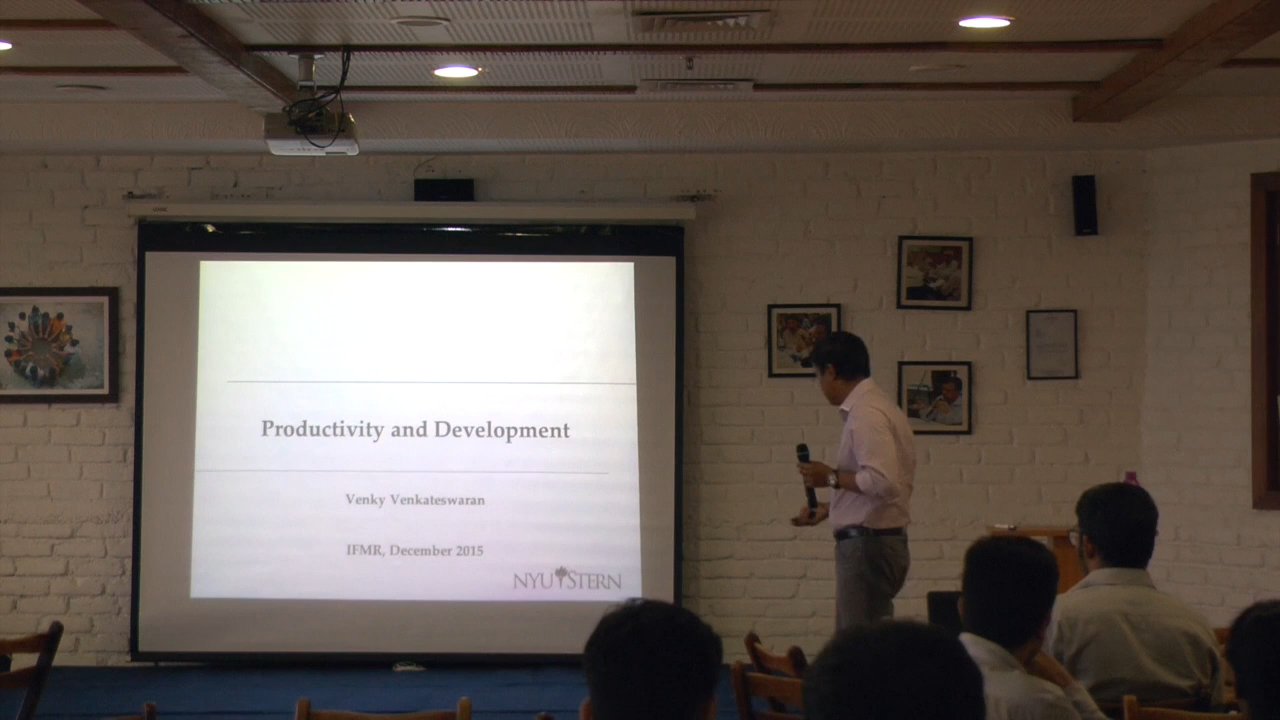 Productivity and Development
Venky Venkateswaran
IFMR, December 2015
NYU STERN